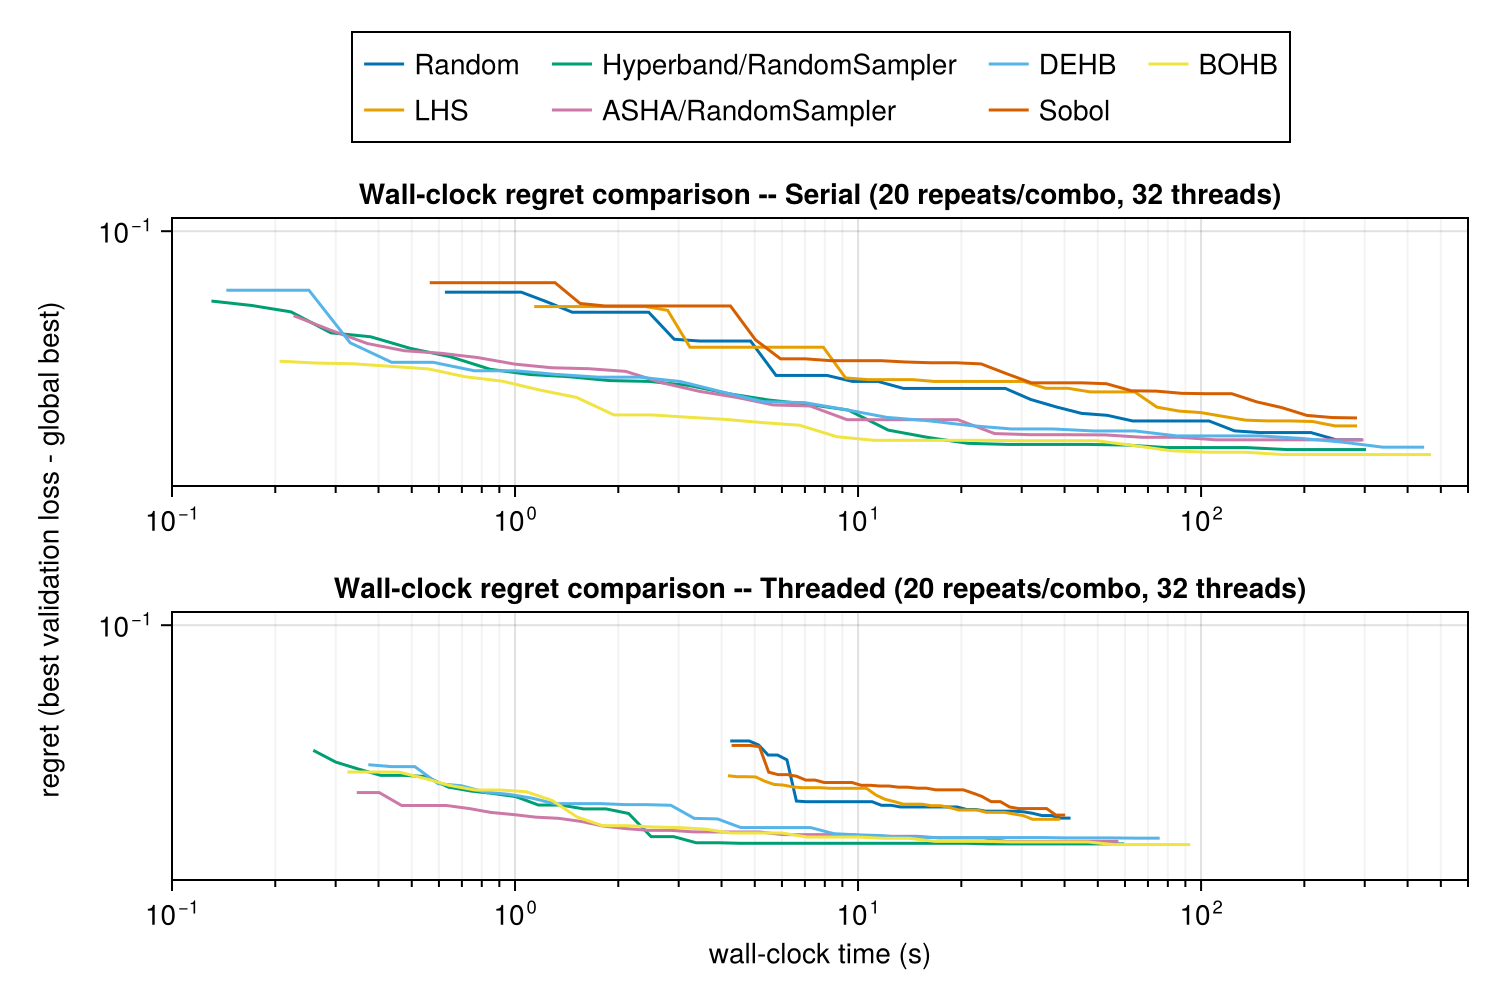 Random Hyperband/RandomSampler DEHB BOHB
LHS ASHA/RandomSampler Sobol
Wall-clock regret comparison -- Serial (20 repeats/combo, 32 threads)
10⁻¹
10⁻¹ 10⁰ 10¹ 10²
regret (best validation loss - global best)
Wall-clock regret comparison -- Threaded (20 repeats/combo, 32 threads)
10⁻¹
10⁻¹ 10⁰ 10¹ 10²
wall-clock time (s)